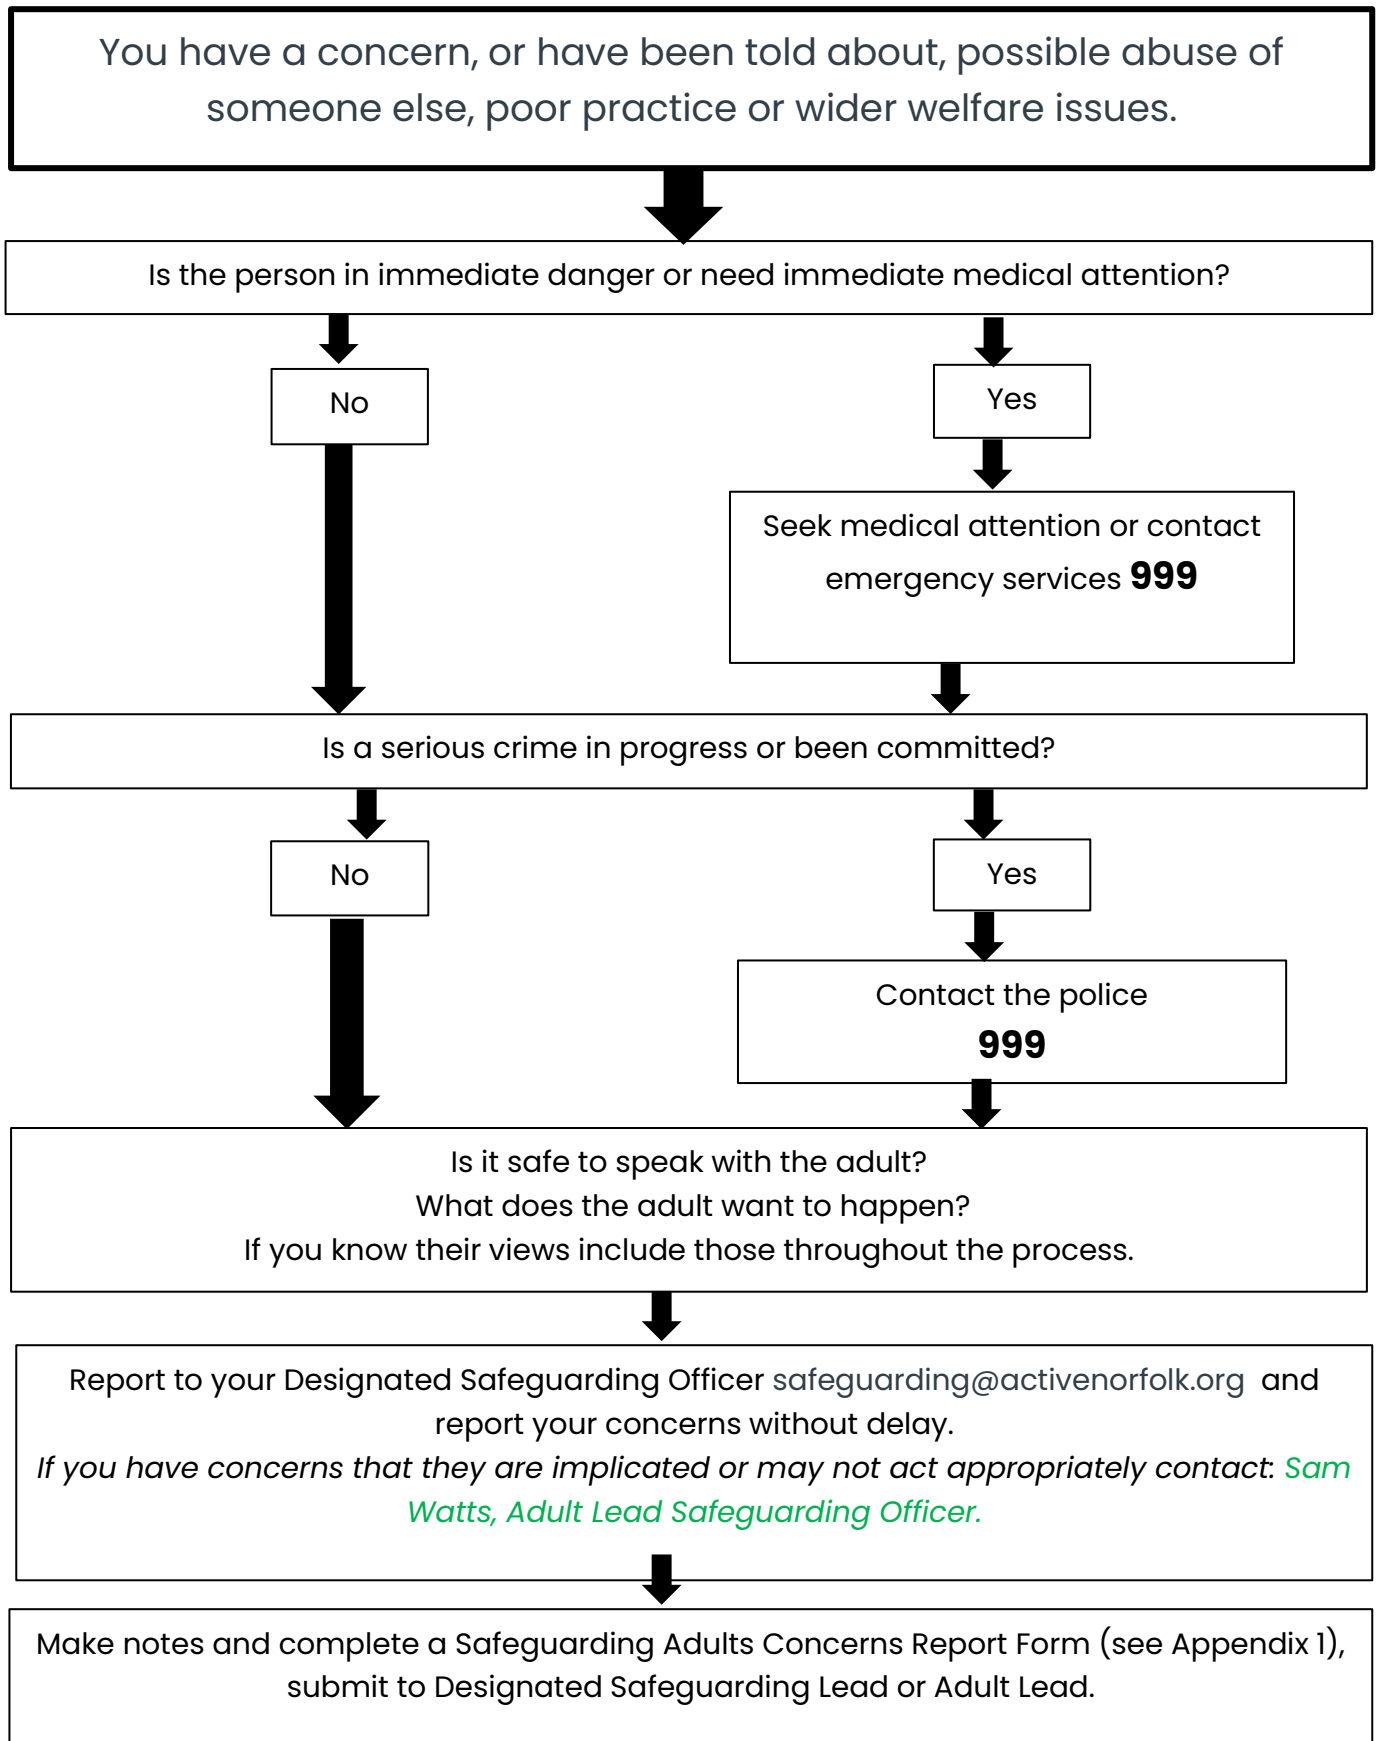 You have a concern, or have been told about, possible abuse of
someone else, poor practice or wider welfare issues.
Is the person in immediate danger or need immediate medical attention?
No
Yes
Seek medical attention or contact
emergency services 999
Is a serious crime in progress or been committed?
No
Yes
Contact the police
999
Is it safe to speak with the adult?
What does the adult want to happen?
If you know their views include those throughout the process.
Report to your Designated Safeguarding Officer safeguarding@activenorfolk.org and
report your concerns without delay.
If you have concerns that they are implicated or may not act appropriately contact: Sam
Watts, Adult Lead Safeguarding Officer.
Make notes and complete a Safeguarding Adults Concerns Report Form (see Appendix 1),
submit to Designated Safeguarding Lead or Adult Lead.